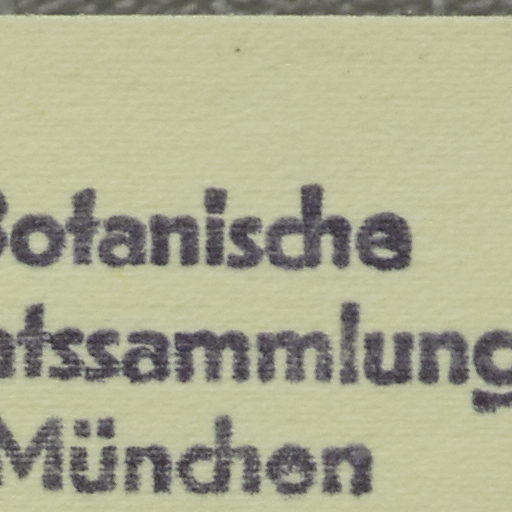 Botanische
atssammlung
München